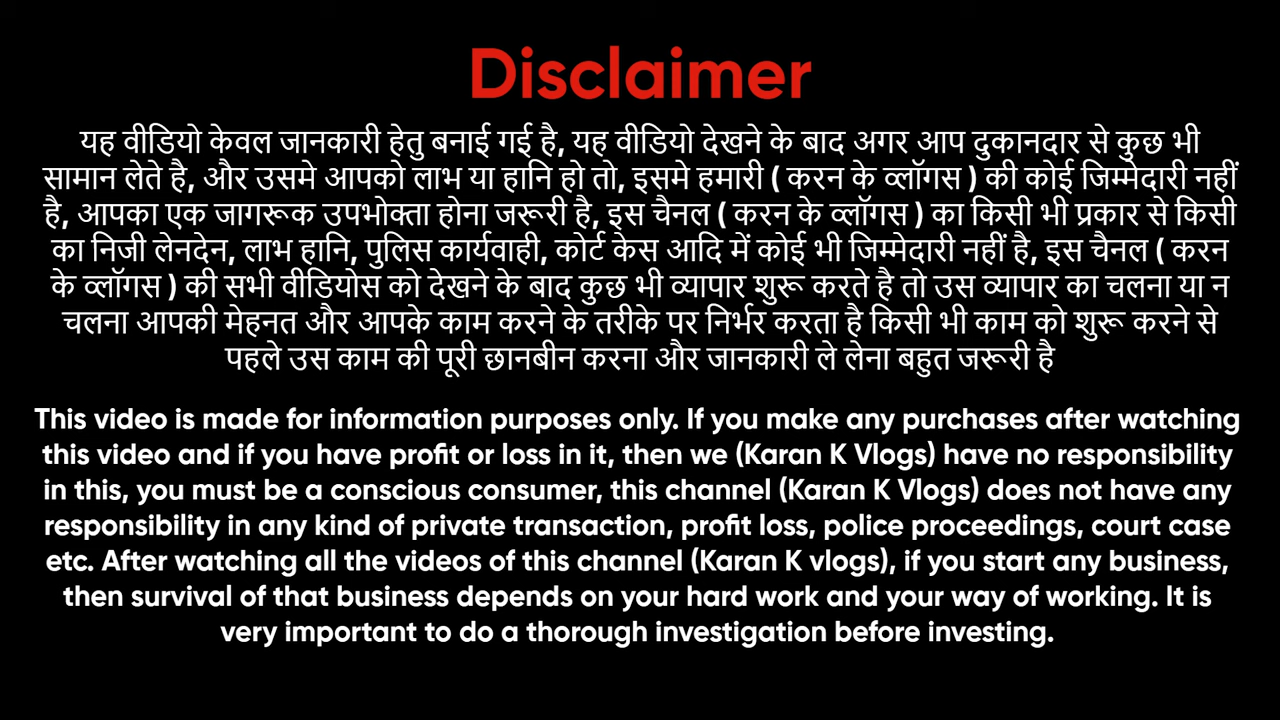 Disclaimer
यह वीडियो केवल जानकारी हेतु बनाई गई है, यह वीडियो देखने के बाद अगर आप दुकानदार से कुछ भी
सामान लेते है, और उसमे आपको लाभ या हानि हो तो, इसमे हमारी ( करन के व्लॉगस ) की कोई जिम्मेदारी नहीं
है, आपका एक जागरूक उपभोक्ता होना जरूरी है, इस चैनल ( करन के व्लॉगस ) का किसी भी प्रकार से किसी
का निजी लेनदेन, लाभ हानि, पुलिस कार्यवाही, कोर्ट केस आदि में कोई भी जिम्मेदारी नहीं है, इस चैनल ( करन
के व्लॉगस ) की सभी वीडियोस को देखने के बाद कुछ भी व्यापार शुरू करते है तो उस व्यापार का चलना या न
चलना आपकी मेहनत और आपके काम करने के तरीके पर निर्भर करता है किसी भी काम को शुरू करने से
पहले उस काम की पूरी छानबीन करना और जानकारी ले लेना बहुत जरूरी है
This video is made for information purposes only. If you make any purchases after watching
this video and if you have profit or loss in it, then we (Karan K Vlogs) have no responsibility
in this, you must be a conscious consumer, this channel (Karan K Vlogs) does not have any
responsibility in any kind of private transaction, profit loss, police proceedings, court case
etc. After watching all the videos of this channel (Karan K vlogs), if you start any business,
then survival of that business depends on your hard work and your way of working. It is
very important to do a thorough investigation before investing.